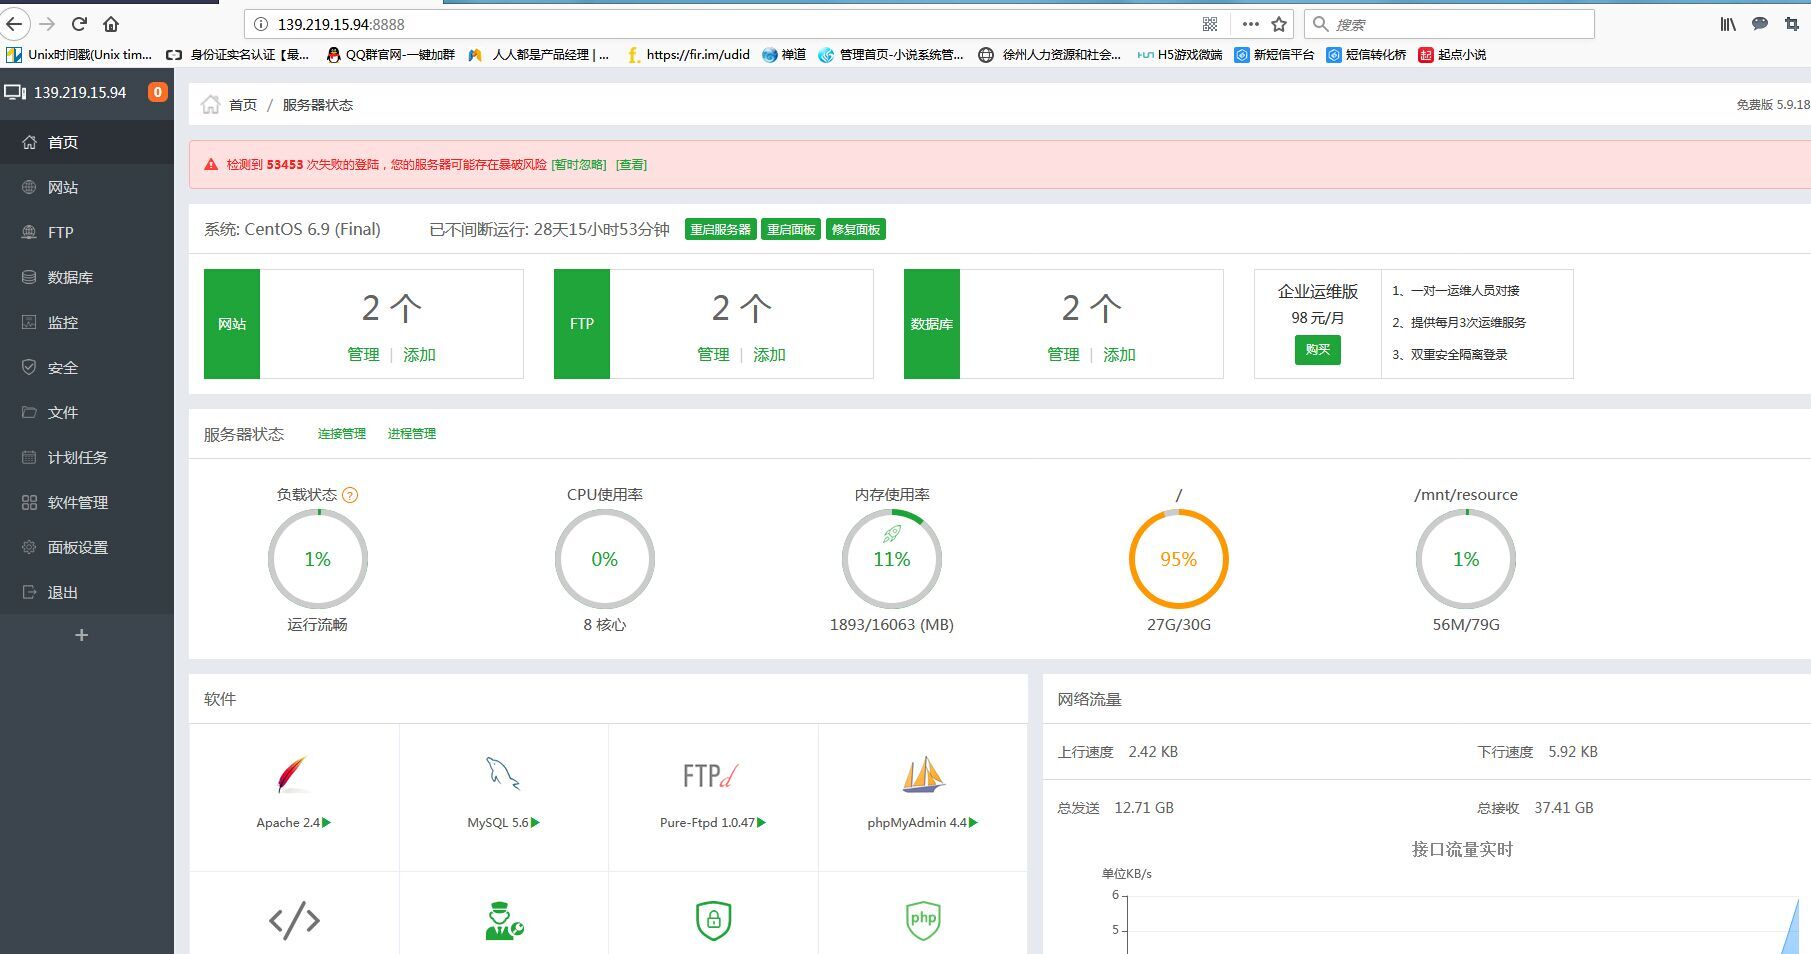 139.219.15.94:8888
搜索
Unix时间戳(Unix tim...
身份证实名认证【最...
QQ群官网-一键加群
人人都是产品经理 | ...
https://fir.im/udid
禅道
管理首页-小说系统管...
徐州人力资源和社会...
H5游戏微端
新短信平台
短信转化桥
起点小说
139.219.15.94
0
首页
网站
FTP
数据库
监控
安全
文件
计划任务
软件管理
面板设置
退出
+
首页 / 服务器状态
免费版 5.9.18
检测到 53453 次失败的登陆，您的服务器可能存在暴破风险 [暂时忽略] [查看]
系统: CentOS 6.9 (Final)
已不间断运行: 28天15小时53分钟
重启服务器
重启面板
修复面板
网站
2 个
管理 | 添加
FTP
2 个
管理 | 添加
数据库
2 个
管理 | 添加
企业运维版
98 元/月
购买
1、一对一运维人员对接
2、提供每月3次运维服务
3、双重安全隔离登录
服务器状态
连接管理
进程管理
负载状态 ?
1%
运行流畅
CPU使用率
0%
8 核心
内存使用率
11%
1893/16063 (MB)
/
95%
27G/30G
/mnt/resource
1%
56M/79G
软件
Apache 2.4
MySQL 5.6
FTPd
Pure-Ftpd 1.0.47
phpMyAdmin 4.4
php
网络流量
上行速度 2.42 KB
下行速度 5.92 KB
总发送 12.71 GB
总接收 37.41 GB
接口流量实时
单位KB/s
6
5